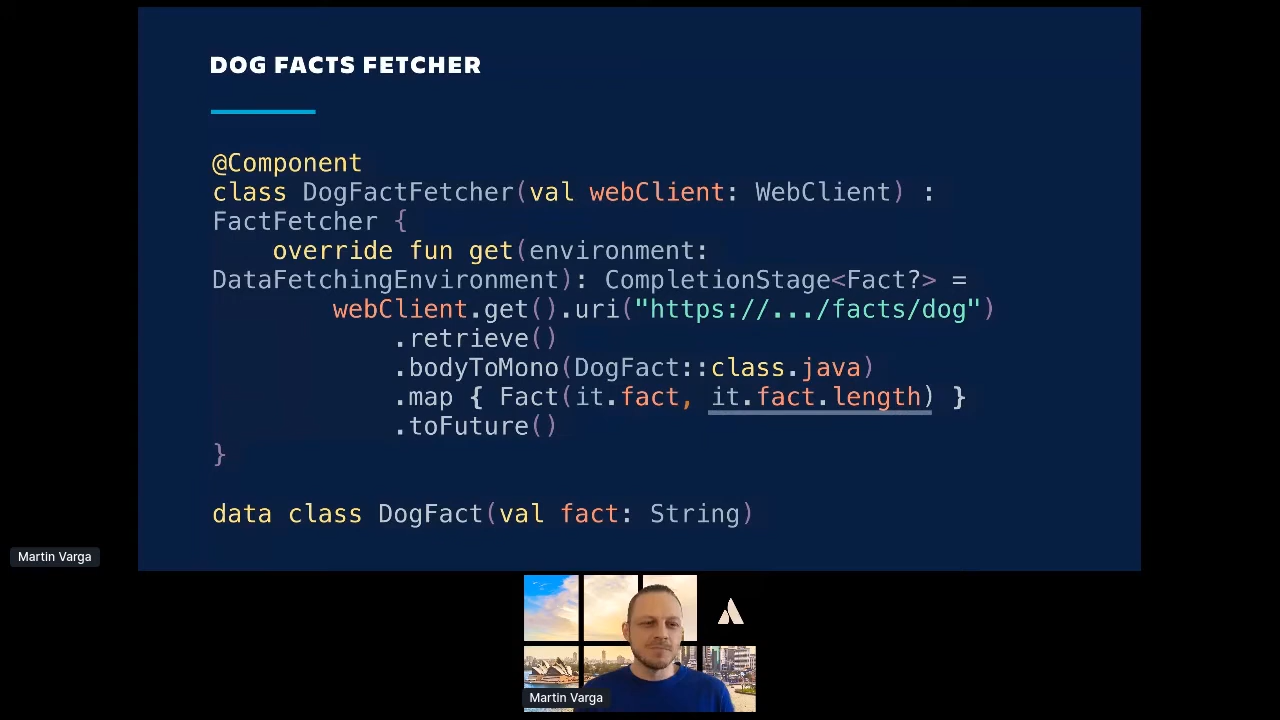 DOG FACTS FETCHER
@Component
class DogFactFetcher(val webClient: WebClient) :
FactFetcher {
    override fun get(environment:
DataFetchingEnvironment): CompletionStage<Fact?> =
        webClient.get().uri("https://.../facts/dog")
            .retrieve()
            .bodyToMono(DogFact::class.java)
            .map { Fact(it.fact, it.fact.length) }
            .toFuture()
}
data class DogFact(val fact: String)
Martin Varga
Martin Varga